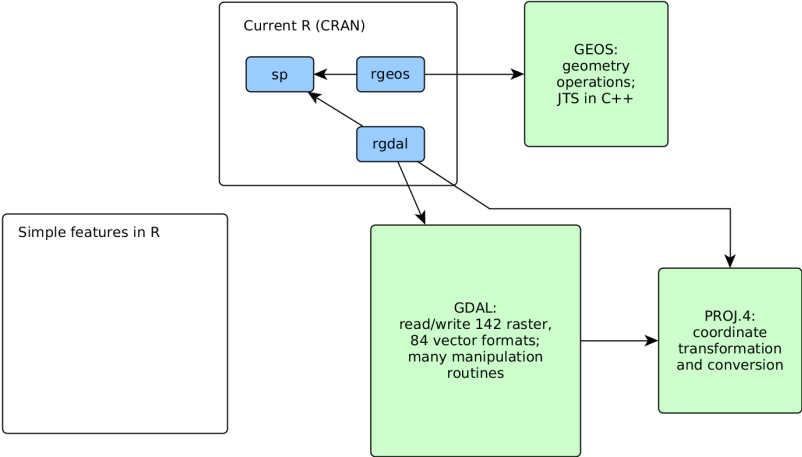 Current R (CRAN)
sp
rgeos
rgdal
GEOS:
geometry
operations;
JTS in C++
Simple features in R
GDAL:
read/write 142 raster,
84 vector formats;
many manipulation
routines
PROJ.4:
coordinate
transformation
and conversion